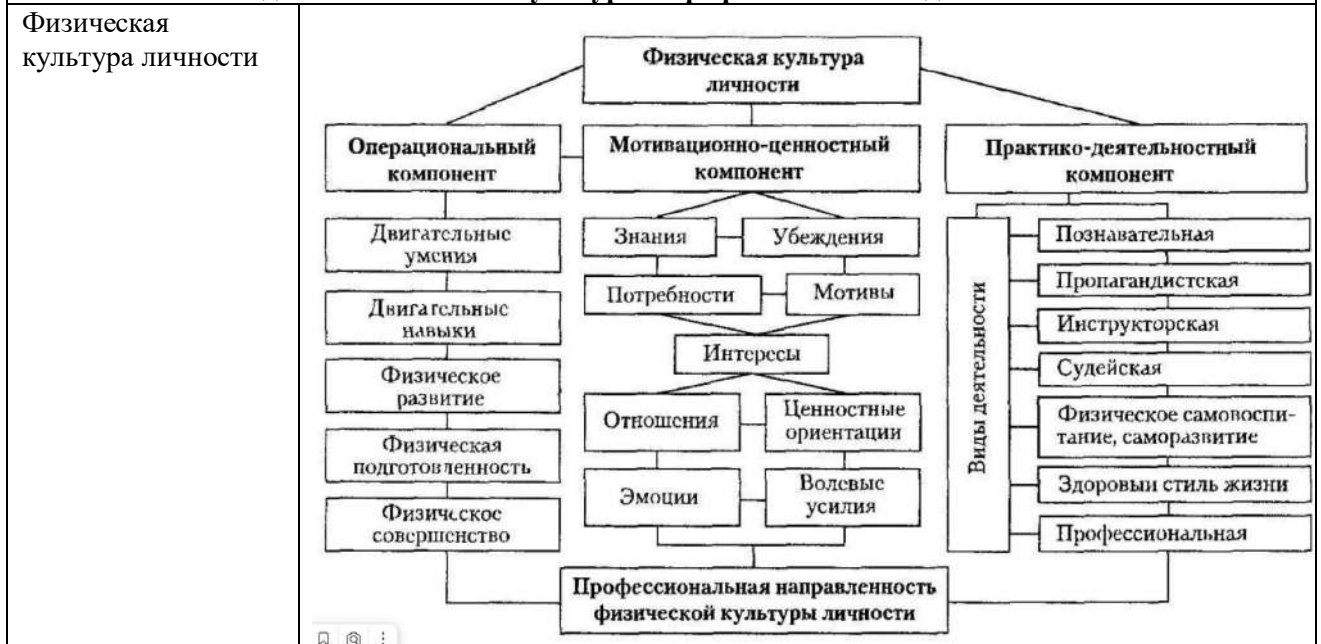 Физическая
культура личности
Физическая культура
личности
Операциональный
компонент
Мотивационно-ценностный
компонент
Практико-деятельностный
компонент
Двигательные
умения
Двигательные
навыки
Физическое
развитие
Физическая
подготовленность
Физическое
совершенство
Знания
Убеждения
Потребности
Мотивы
Интересы
Отношения
Ценностные
ориентации
Эмоции
Волевые
усилия
Виды деятельности
Познавательная
Пропагандистская
Инструкторская
Судейская
Физическое самовоспи-
тание, саморазвитие
Здоровый стиль жизни
Профессиональная
Профессиональная направленность
физической культуры личности